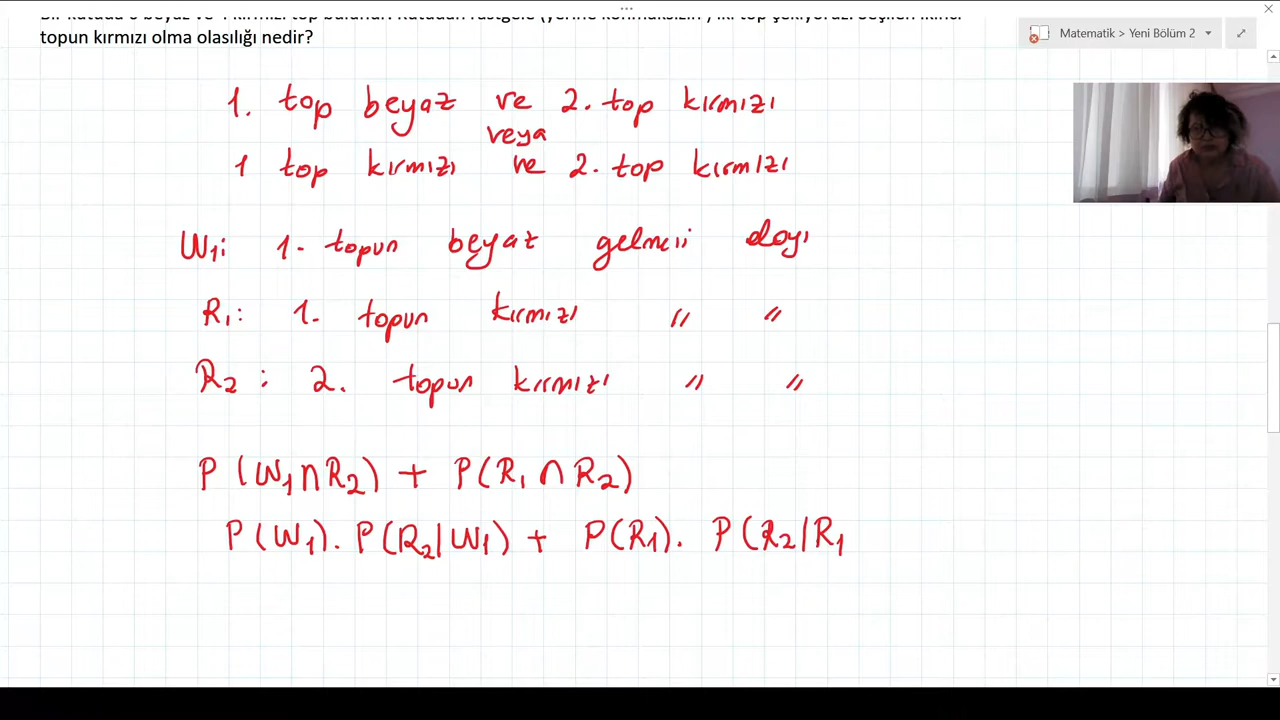 topun kırmızı olma olasılığı nedir?
Matematik > Yeni Bölüm 2
1. top beyaz ve 2. top kırmızı
veya
1 top kırmızı ve 2. top kırmızı
W1: 1. topun beyaz gelmesi olayı
R1: 1. topun kırmızı " "
R2 : 2. topun kırmızı " "
P (W1∩R2) + P(R1 ∩ R2)
P(W1). P(R2|W1) + P(R1). P(R2|R1